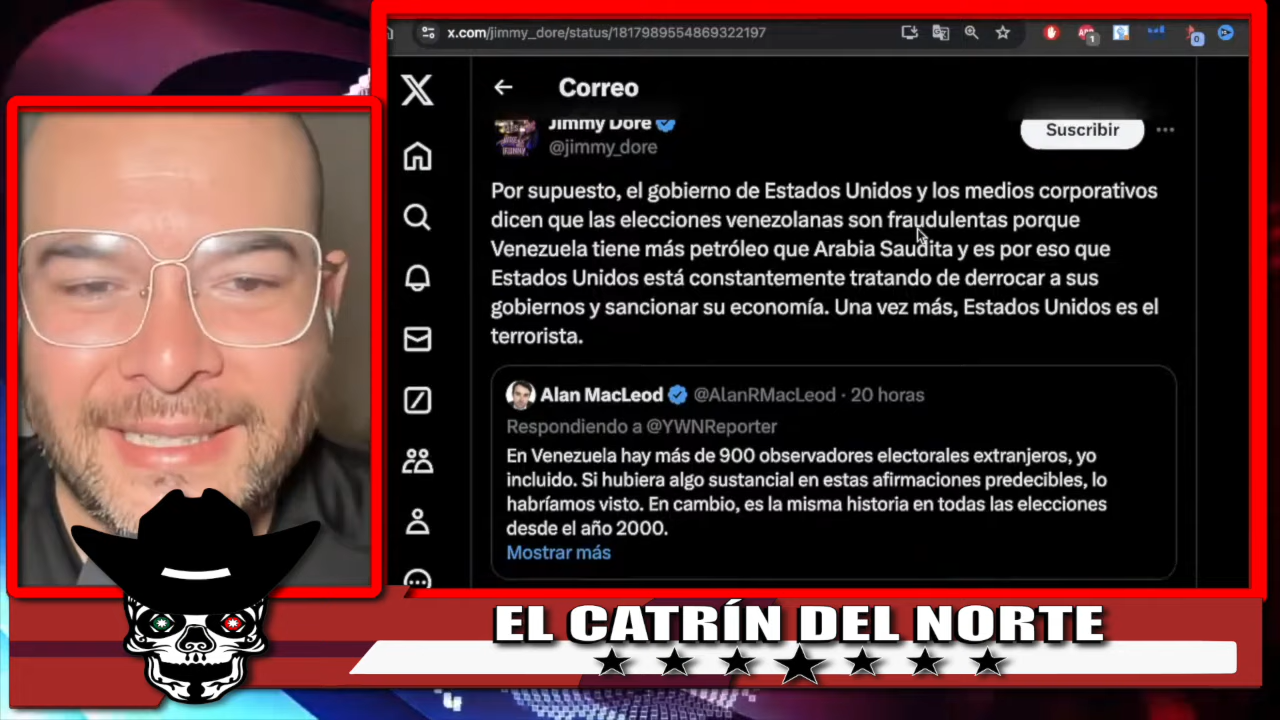 x.com/jimmy_dore/status/1817989554869322197
Correo
Jimmy Dore
@jimmy_dore
Suscribir
Por supuesto, el gobierno de Estados Unidos y los medios corporativos
dicen que las elecciones venezolanas son fraudulentas porque
Venezuela tiene más petróleo que Arabia Saudita y es por eso que
Estados Unidos está constantemente tratando de derrocar a sus
gobiernos y sancionar su economía. Una vez más, Estados Unidos es el
terrorista.
Alan MacLeod @AlanRMacLeod · 20 horas
Respondiendo a @YWNReporter
En Venezuela hay más de 900 observadores electorales extranjeros, yo
incluido. Si hubiera algo sustancial en estas afirmaciones predecibles, lo
habríamos visto. En cambio, es la misma historia en todas las elecciones
desde el año 2000.
Mostrar más
EL CATRÍN DEL NORTE